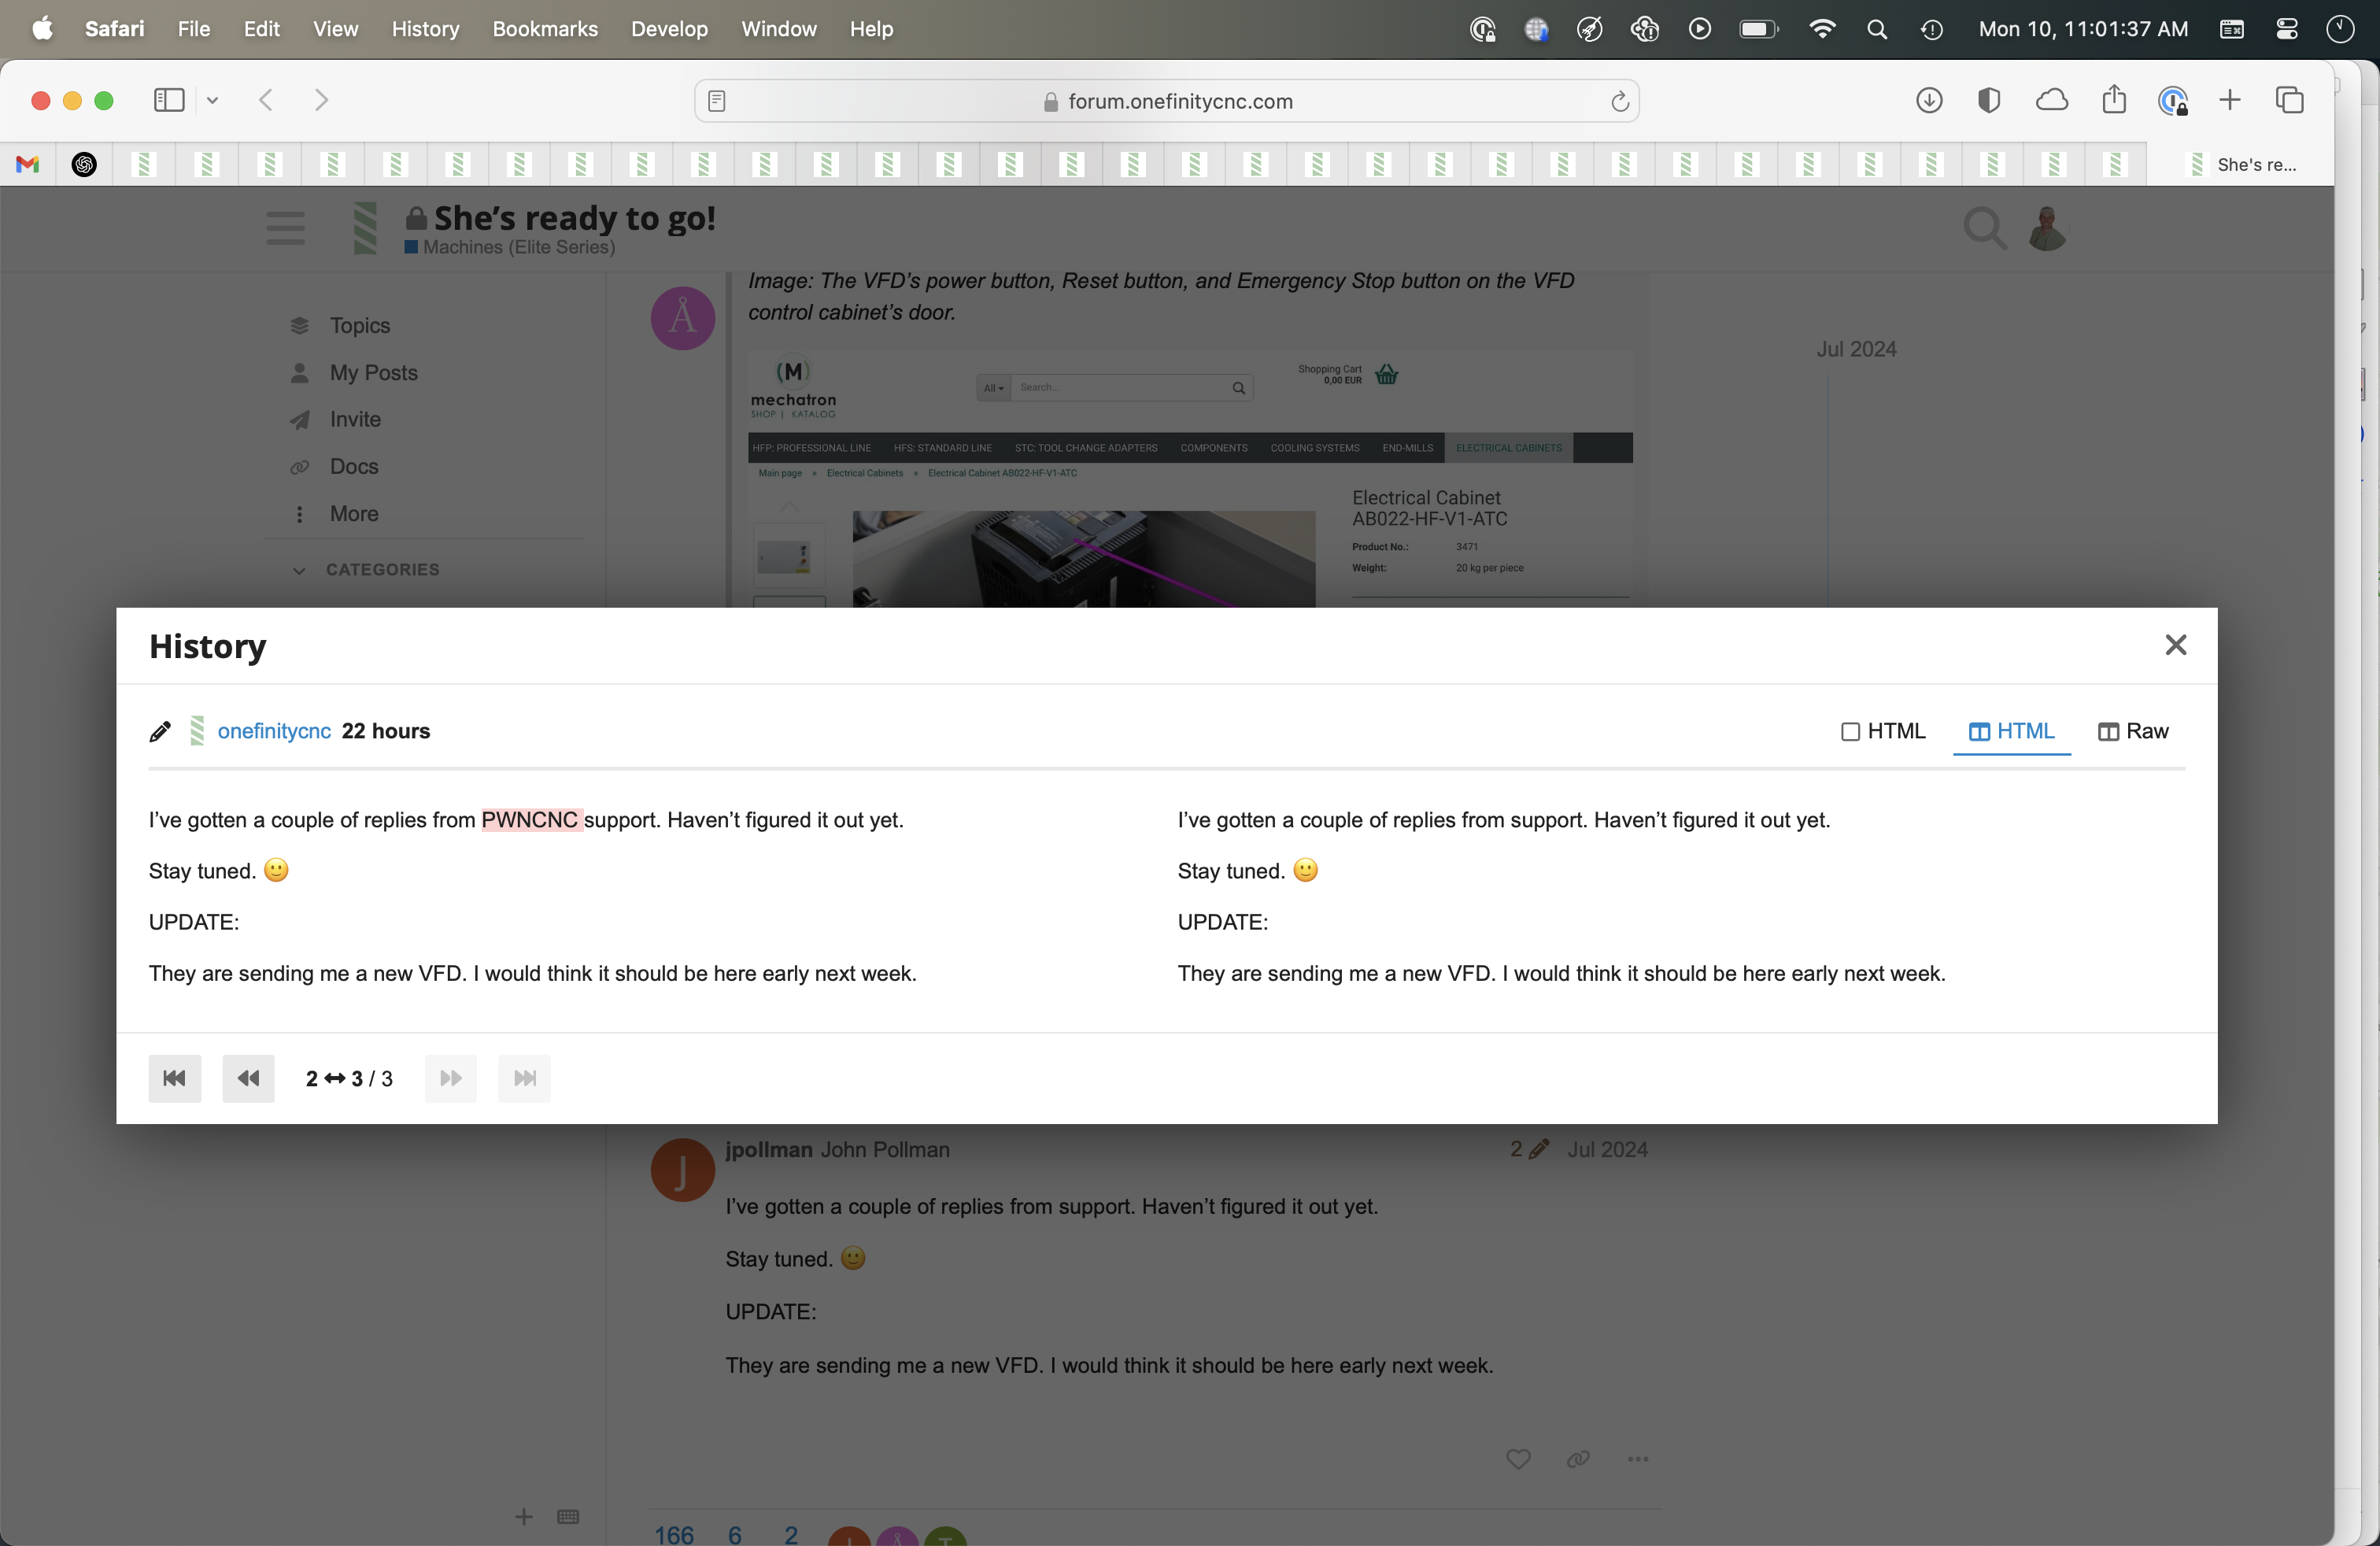 Safari File Edit View History Bookmarks Develop Window Help Mon 10, 11:01:37 AM
forum.onefinitycnc.com
She's re...
She’s ready to go!
Machines (Elite Series)
Image: The VFD’s power button, Reset button, and Emergency Stop button on the VFD
control cabinet’s door.
Å
Topics
My Posts
Invite
Docs
More
CATEGORIES
Jul 2024
(M)
mechatron
SHOP | KATALOG
All
Search...
Shopping Cart
0,00 EUR
HFP: PROFESSIONAL LINE HFS: STANDARD LINE STC: TOOL CHANGE ADAPTERS COMPONENTS COOLING SYSTEMS END-MILLS ELECTRICAL CABINETS
Main page Electrical Cabinets Electrical Cabinet AB022-HF-V1-ATC
Electrical Cabinet
AB022-HF-V1-ATC
Product No.: 3471
Weight: 20 kg per piece
History
onefinitycnc 22 hours
HTML HTML Raw
I’ve gotten a couple of replies from PWNCNC support. Haven’t figured it out yet.
Stay tuned. 🙂
UPDATE:
They are sending me a new VFD. I would think it should be here early next week.
I’ve gotten a couple of replies from support. Haven’t figured it out yet.
Stay tuned. 🙂
UPDATE:
They are sending me a new VFD. I would think it should be here early next week.
2 ↔ 3 / 3
J
jpollman John Pollman
2 Jul 2024
I’ve gotten a couple of replies from support. Haven’t figured it out yet.
Stay tuned. 🙂
UPDATE:
They are sending me a new VFD. I would think it should be here early next week.
166 6 2